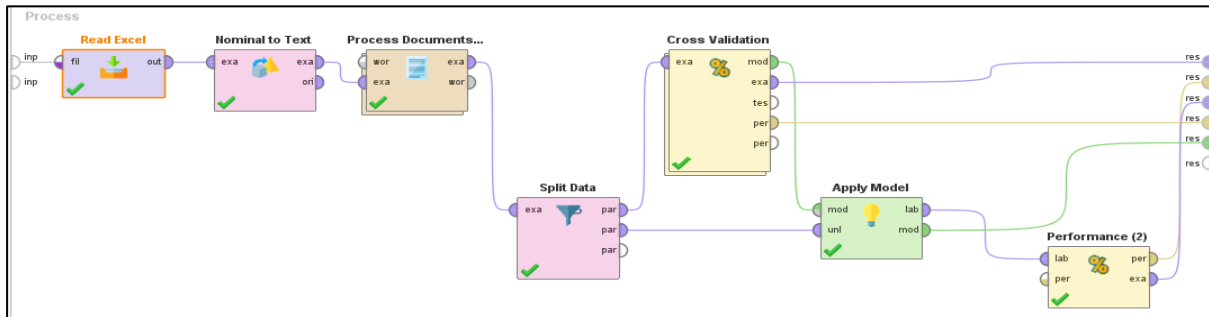 Process
inp
inp
Read Excel
fil out
Nominal to Text
exa exa
ori
Process Documents...
wor exa
exa wor
Cross Validation
exa mod
exa
tes
per
per
Split Data
exa par
par
par
Apply Model
mod lab
unl mod
Performance (2)
lab per
per exa
res
res
res
res
res
res